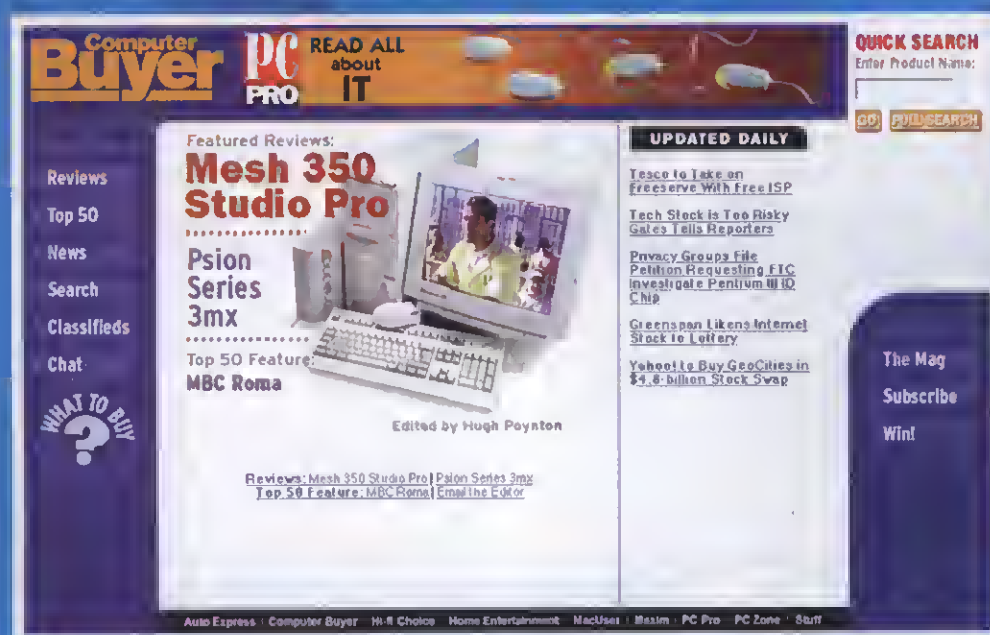 Computer
Buyer
PC
PRO
READ ALL
about
IT
QUICK SEARCH
Enter Product Name:
GO
FULL SEARCH
Reviews
Top 50
News
Search
Classifieds
Chat
WHAT TO BUY
?
Featured Reviews:
Mesh 350
Studio Pro
Psion
Series
3mx
Top 50 Feature:
MBC Roma
Edited by Hugh Poynton
Reviews: Mesh 350 Studio Pro | Psion Series 3mx
Top 50 Feature: MBC Roma | Email the Editor
UPDATED DAILY
Tesco to Take on
Freeserve With Free ISP
Tech Stock is Too Risky
Gates Tells Reporters
Privacy Groups File
Petition Requesting FTC
Investigate Pentium III ID
Chip
Greenspan Likens Internet
Stock to Lottery
Yahoo! to Buy GeoCities in
$4.6-billion Stock Swap
The Mag
Subscribe
Win!
Auto Express | Computer Buyer | Hi-fi Choice | Home Entertainment | MacUser | Maxim | PC Pro | PC Zone | Stuff